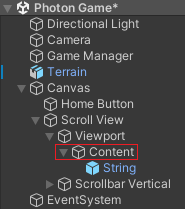 Photon Game*
Directional Light
Camera
Game Manager
Terrain
Canvas
Home Button
Scroll View
Viewport
Content
String
Scrollbar Vertical
EventSystem